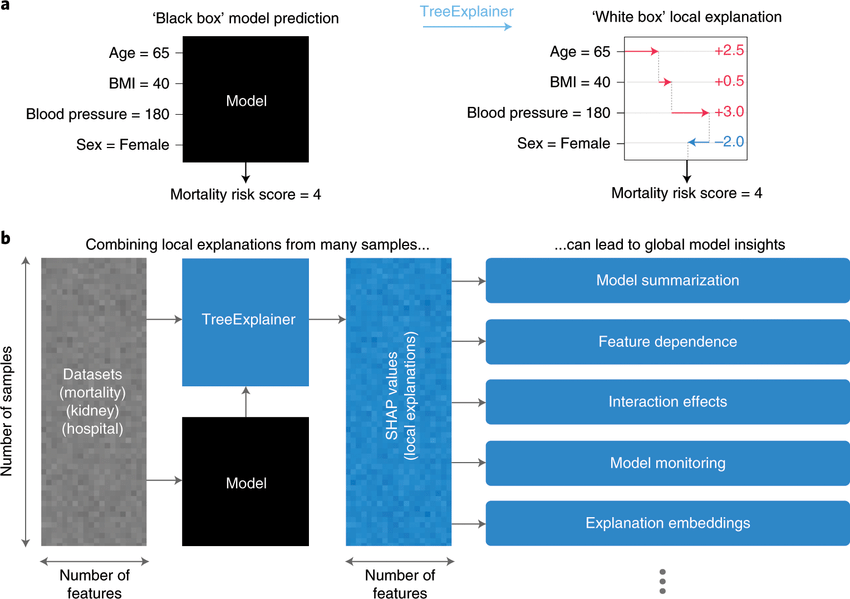 a
'Black box' model prediction
TreeExplainer
'White box' local explanation
Age = 65
BMI = 40
Blood pressure = 180
Sex = Female
Model
Mortality risk score = 4
Age = 65
+2.5
BMI = 40
+0.5
Blood pressure = 180
+3.0
Sex = Female
–2.0
Mortality risk score = 4
b
Combining local explanations from many samples...
...can lead to global model insights
Number of samples
Datasets
(mortality)
(kidney)
(hospital)
TreeExplainer
Model
SHAP values
(local explanations)
Model summarization
Feature dependence
Interaction effects
Model monitoring
Explanation embeddings
Number of
features
Number of
features